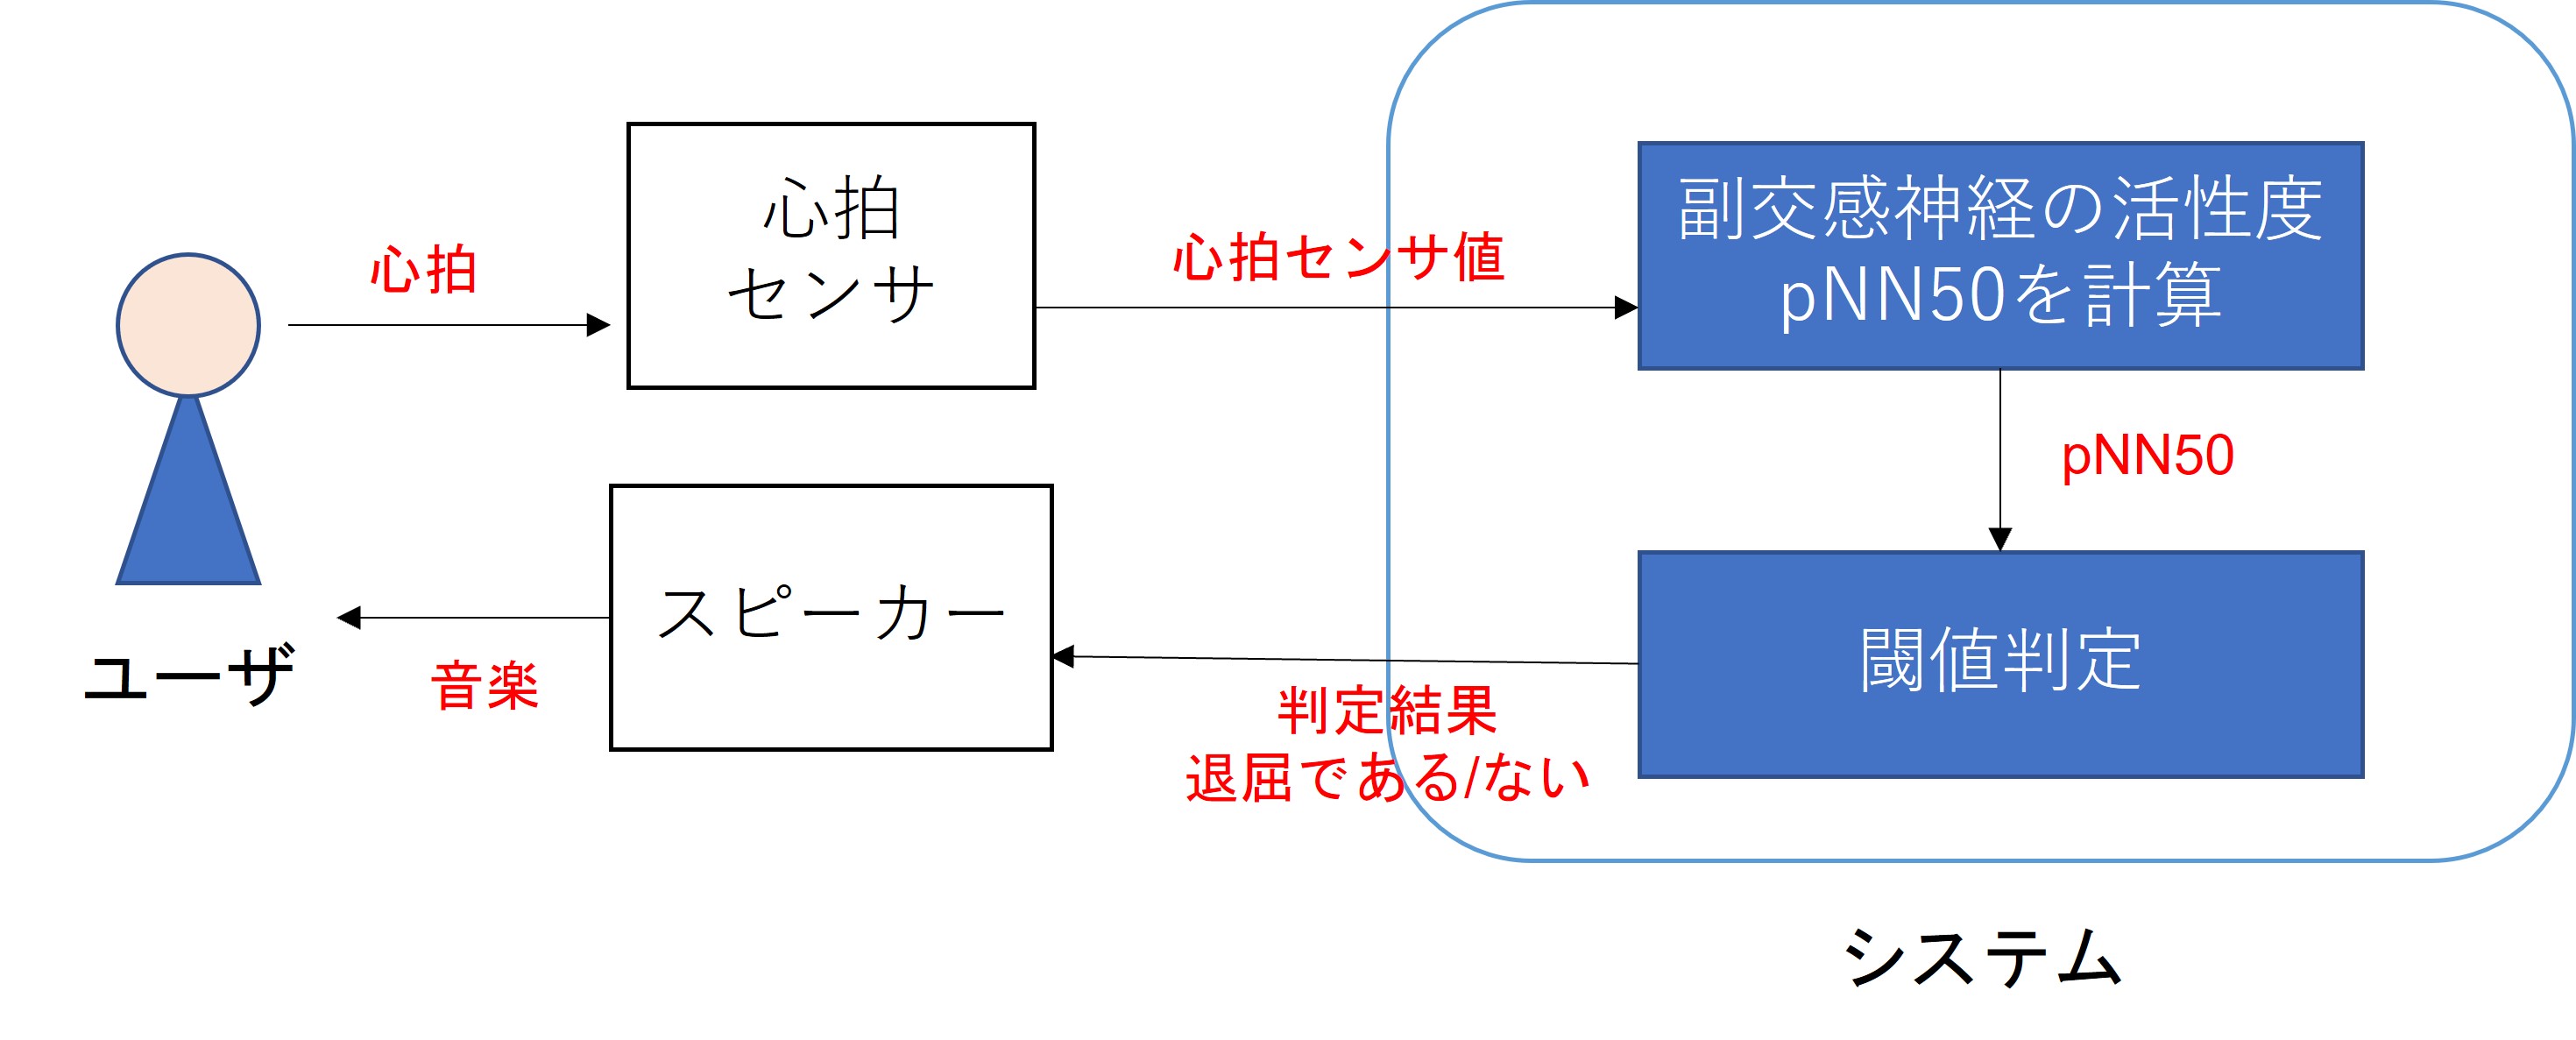 心拍
心拍
センサ
心拍センサ値
副交感神経の活性度
pNN50を計算
pNN50
閾値判定
判定結果
退屈である/ない
スピーカー
音楽
ユーザ
システム